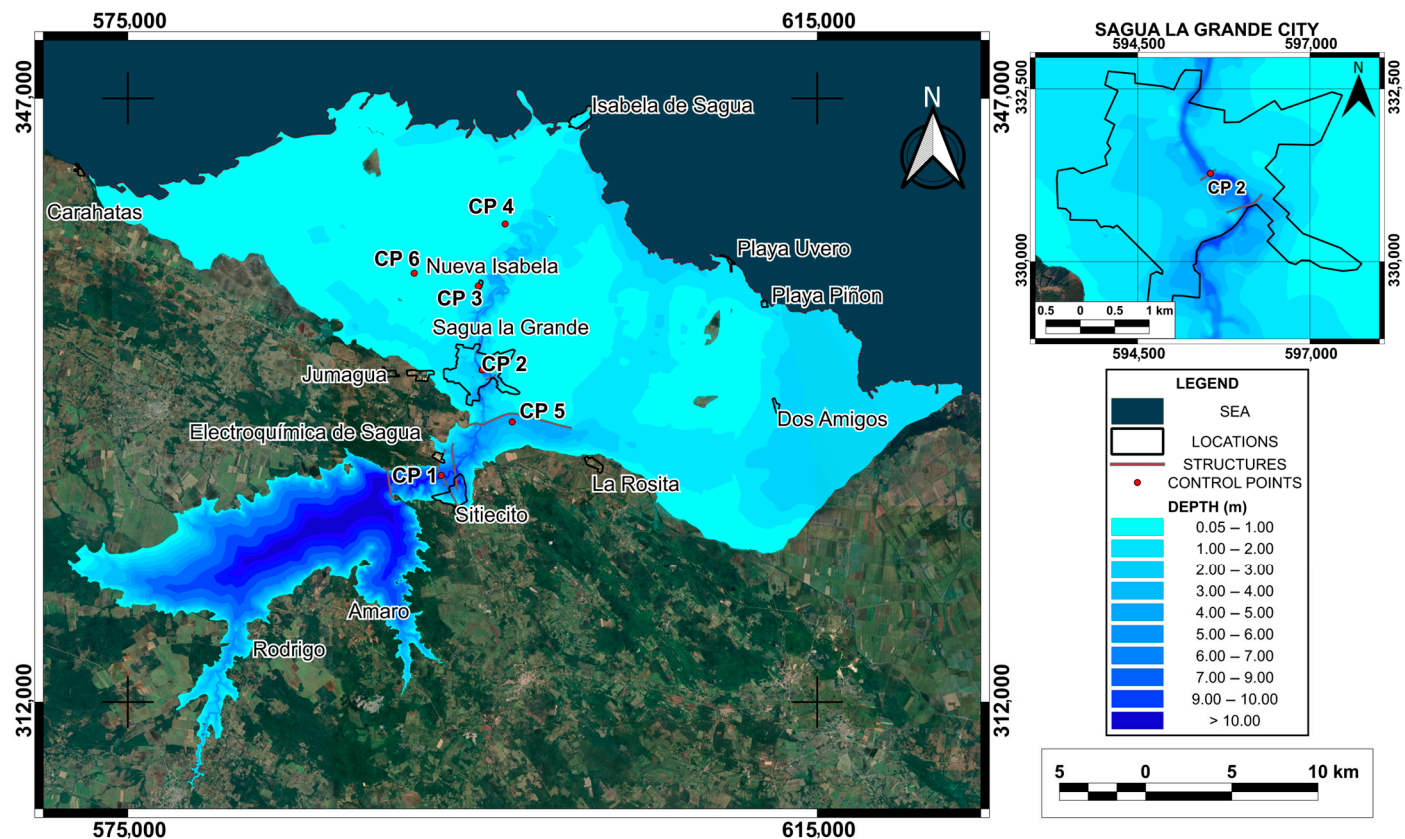 575,000
615,000
347,000
347,000
N
Isabela de Sagua
Carahatas
CP 4
Playa Uvero
CP 6
Nueva Isabela
CP 3
Playa Piñon
Sagua la Grande
CP 2
Jumagua
CP 5
Dos Amigos
Electroquímica de Sagua
CP 1
La Rosita
Sitiecito
Amaro
Rodrigo
312,000
312,000
575,000
615,000
SAGUA LA GRANDE CITY
594,500
597,000
332,500
332,500
N
CP 2
330,000
330,000
0.5 0 0.5 1 km
594,500
597,000
LEGEND
SEA
LOCATIONS
STRUCTURES
CONTROL POINTS
DEPTH (m)
0.05 – 1.00
1.00 – 2.00
2.00 – 3.00
3.00 – 4.00
4.00 – 5.00
5.00 – 6.00
6.00 – 7.00
7.00 – 9.00
9.00 – 10.00
> 10.00
5 0 5 10 km